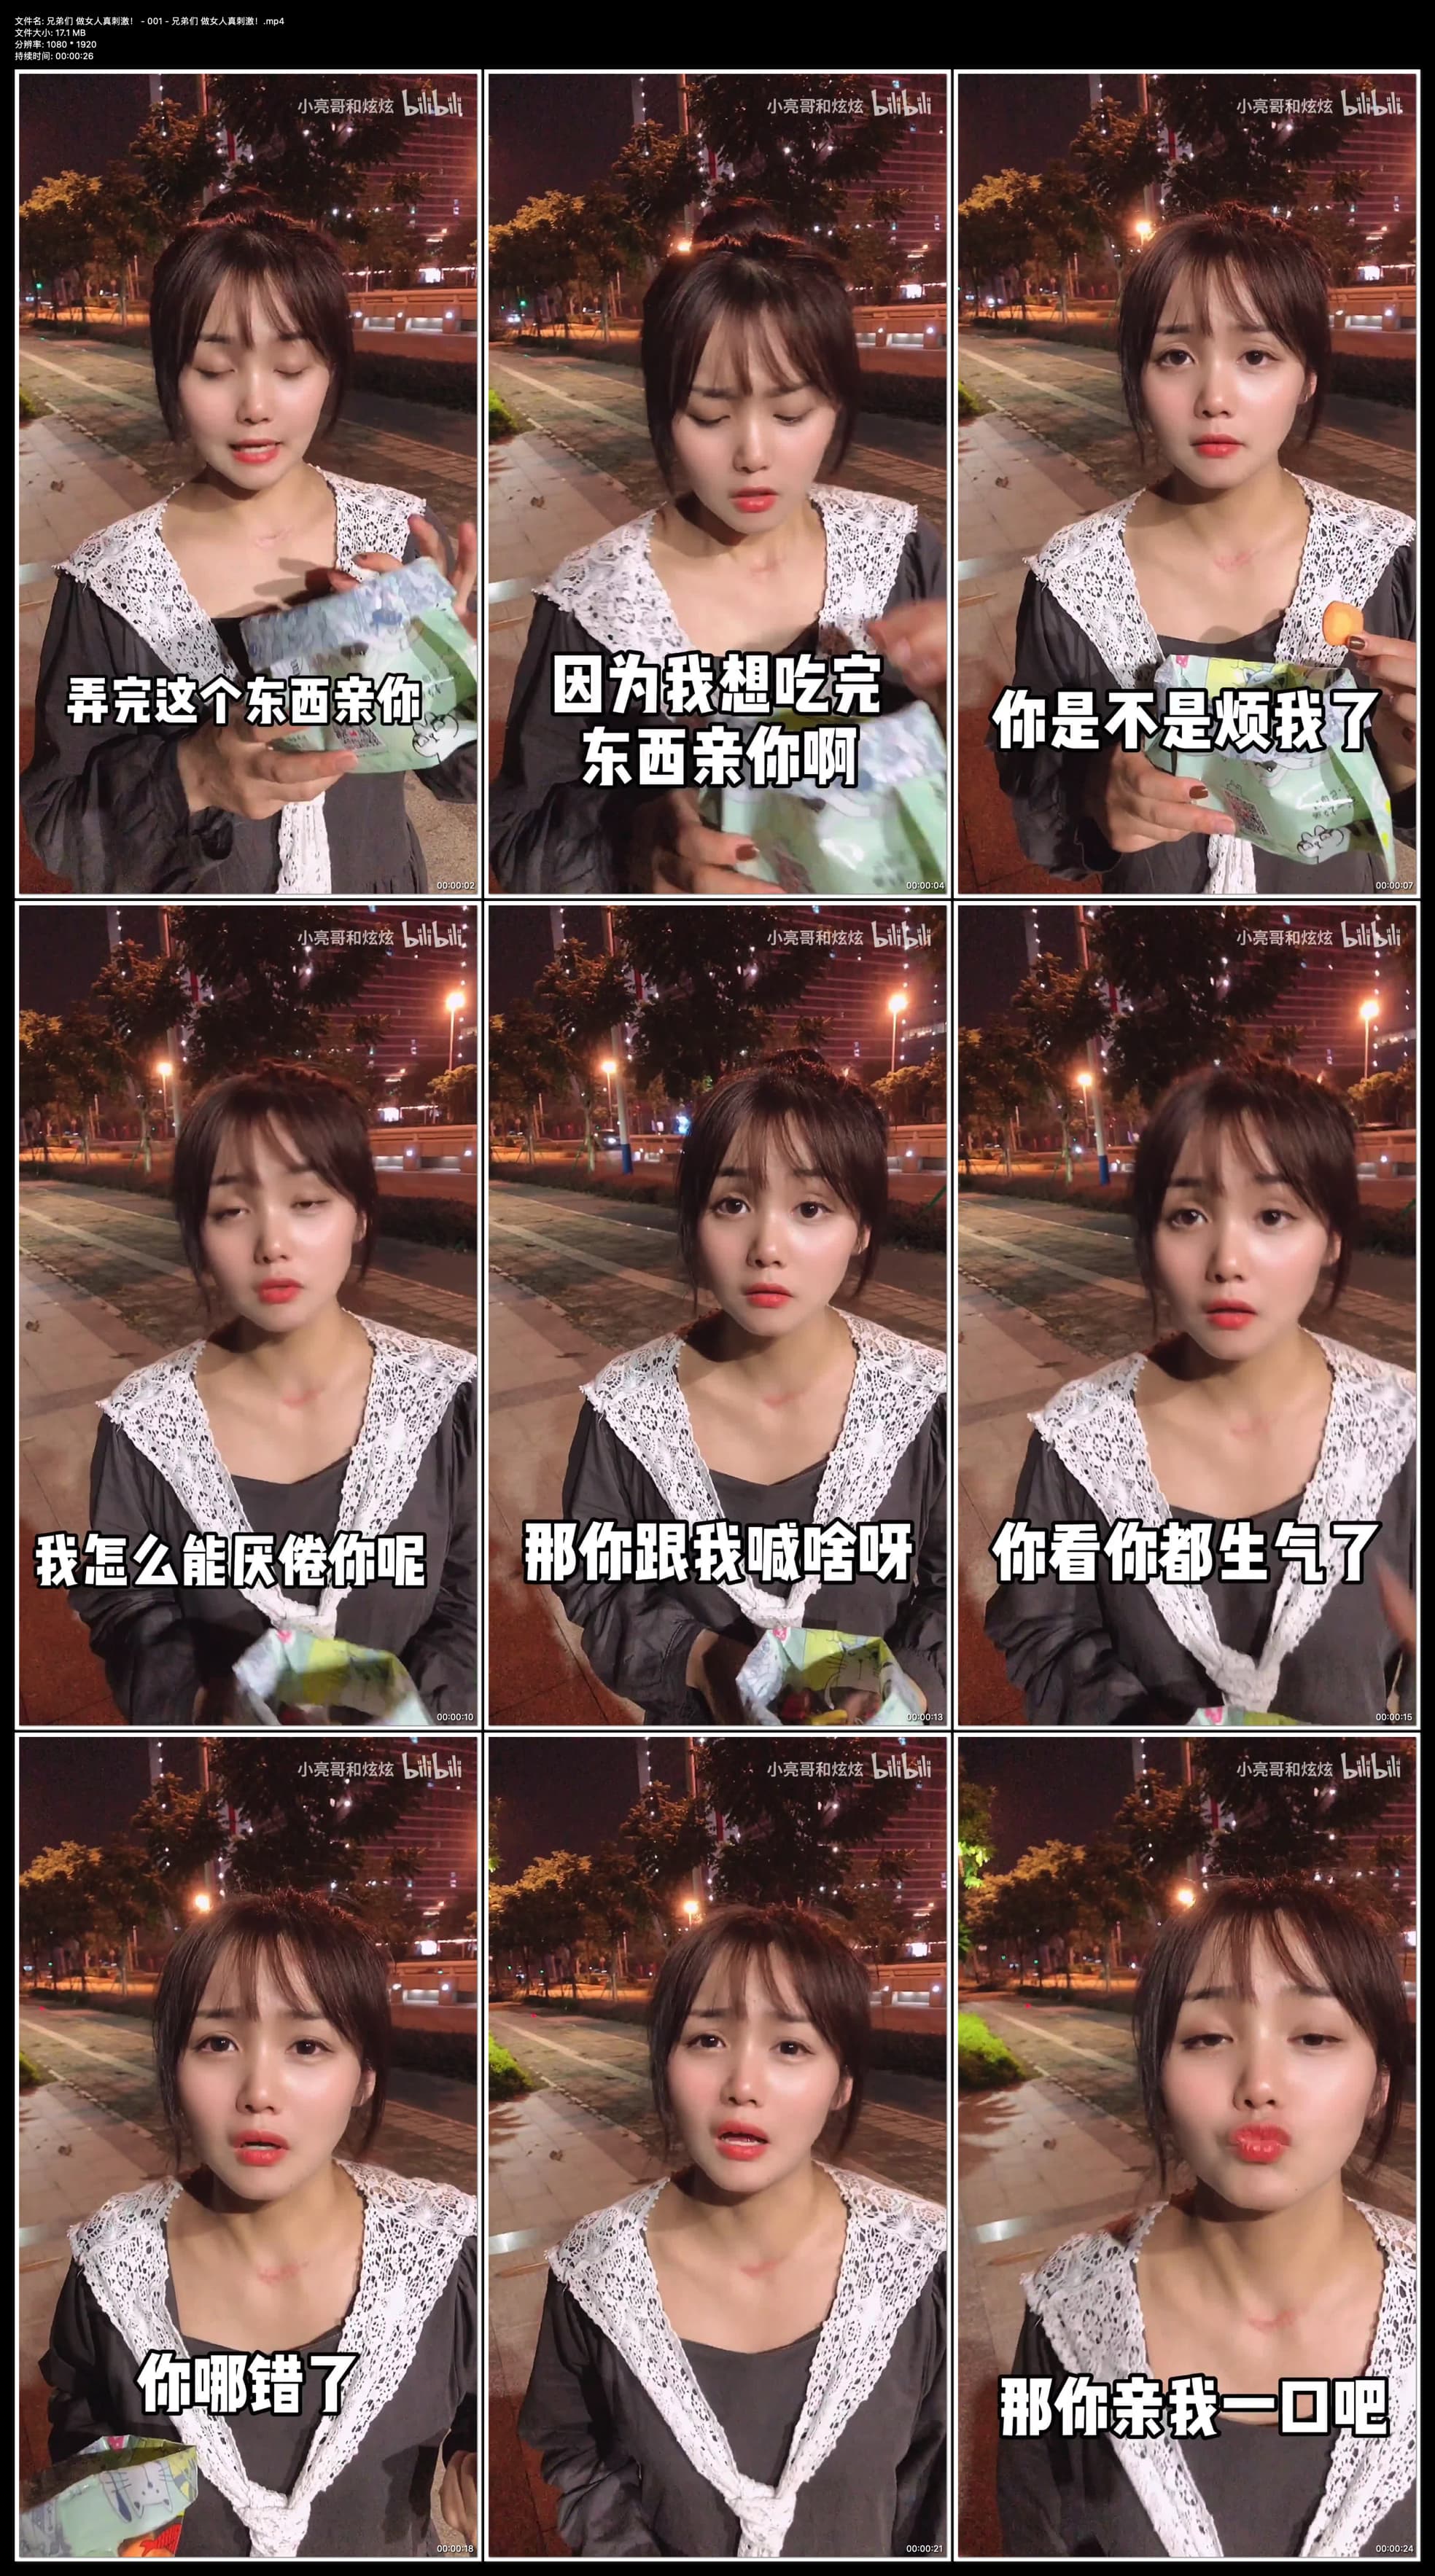 文件名: 兄弟们 做女人真刺激！ - 001 - 兄弟们 做女人真刺激！.mp4
文件大小: 17.1 MB
分辨率: 1080 * 1920
持续时间: 00:00:26
小亮哥和炫炫 bilibili
弄完这个东西亲你
00:00:02
小亮哥和炫炫 bilibili
因为我想吃完
东西亲你啊
00:00:04
小亮哥和炫炫 bilibili
你是不是烦我了
00:00:07
小亮哥和炫炫 bilibili
我怎么能厌倦你呢
00:00:10
小亮哥和炫炫 bilibili
那你跟我喊啥呀
00:00:13
小亮哥和炫炫 bilibili
你看你都生气了
00:00:15
小亮哥和炫炫 bilibili
你哪错了
00:00:18
小亮哥和炫炫 bilibili
00:00:21
小亮哥和炫炫 bilibili
那你亲我一口吧
00:00:24